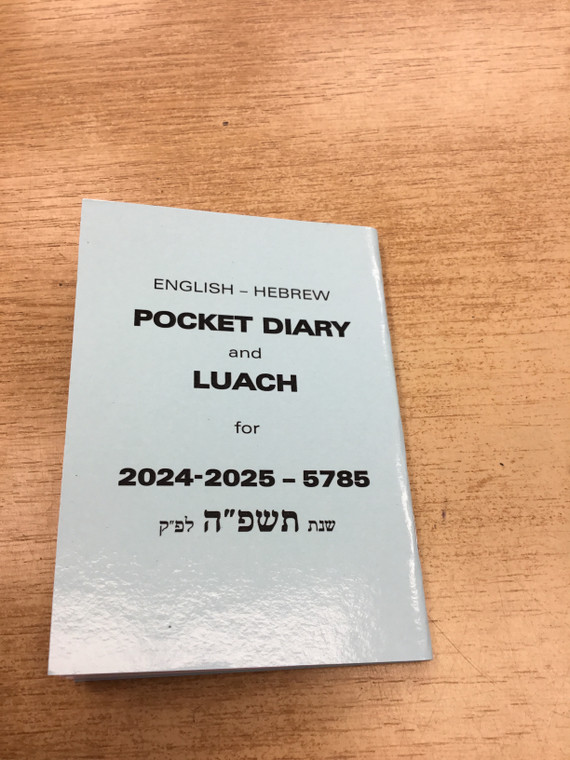 ENGLISH – HEBREW
POCKET DIARY
and
LUACH
for
2024-2025 – 5785
שנת תשפ״ה לפ״ק